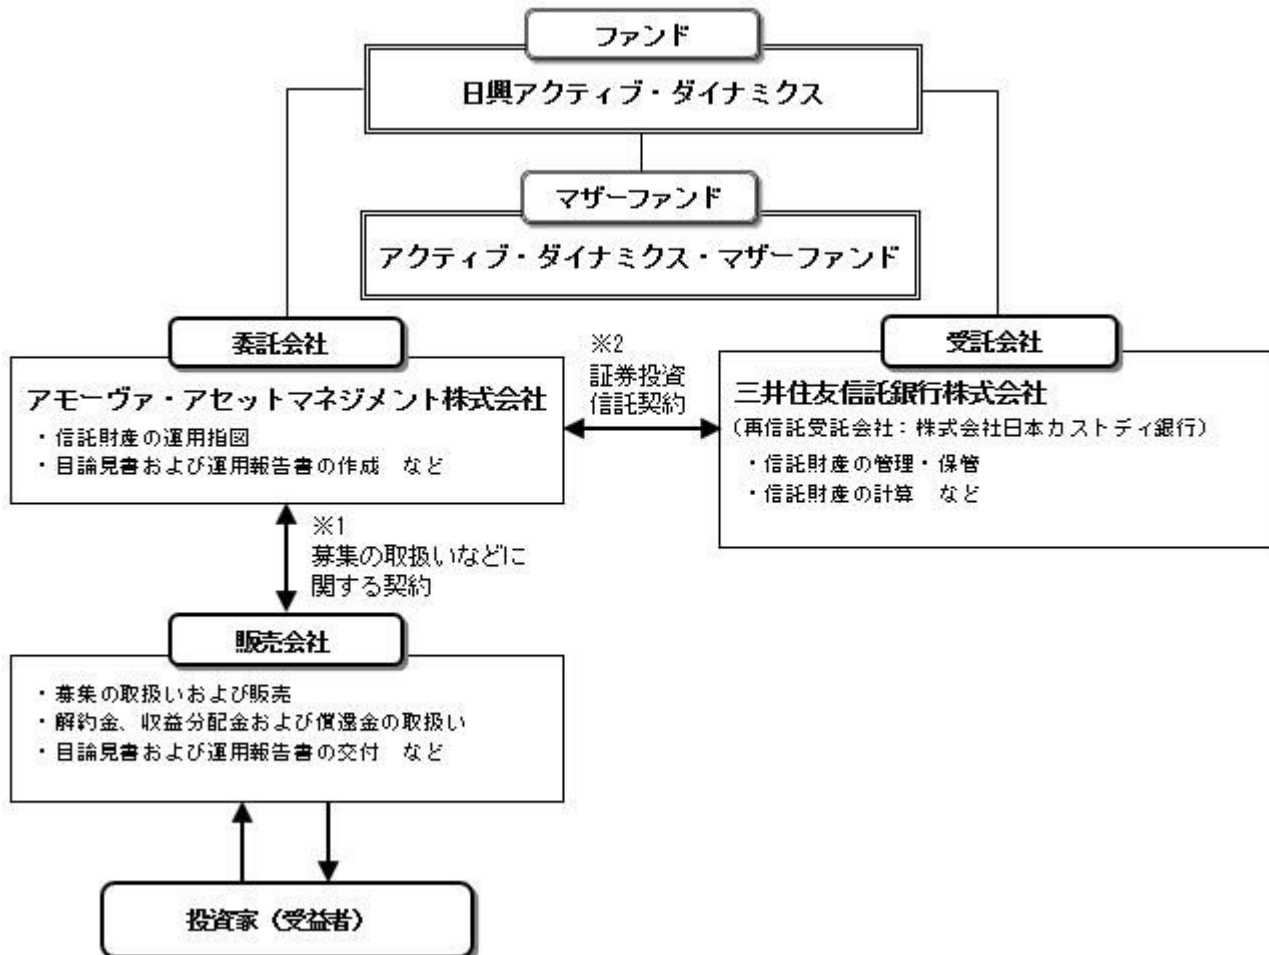 ファンド
日興アクティブ・ダイナミクス
マザーファンド
アクティブ・ダイナミクス・マザーファンド
委託会社
アモーヴァ・アセットマネジメント株式会社
・信託財産の運用指図
・目論見書および運用報告書の作成 など
※2
証券投資
信託契約
受託会社
三井住友信託銀行株式会社
(再信託受託会社:株式会社日本カストディ銀行)
・信託財産の管理・保管
・信託財産の計算 など
※1
募集の取扱いなどに
関する契約
販売会社
・募集の取扱いおよび販売
・解約金、収益分配金および償還金の取扱い
・目論見書および運用報告書の交付 など
投資家(受益者)